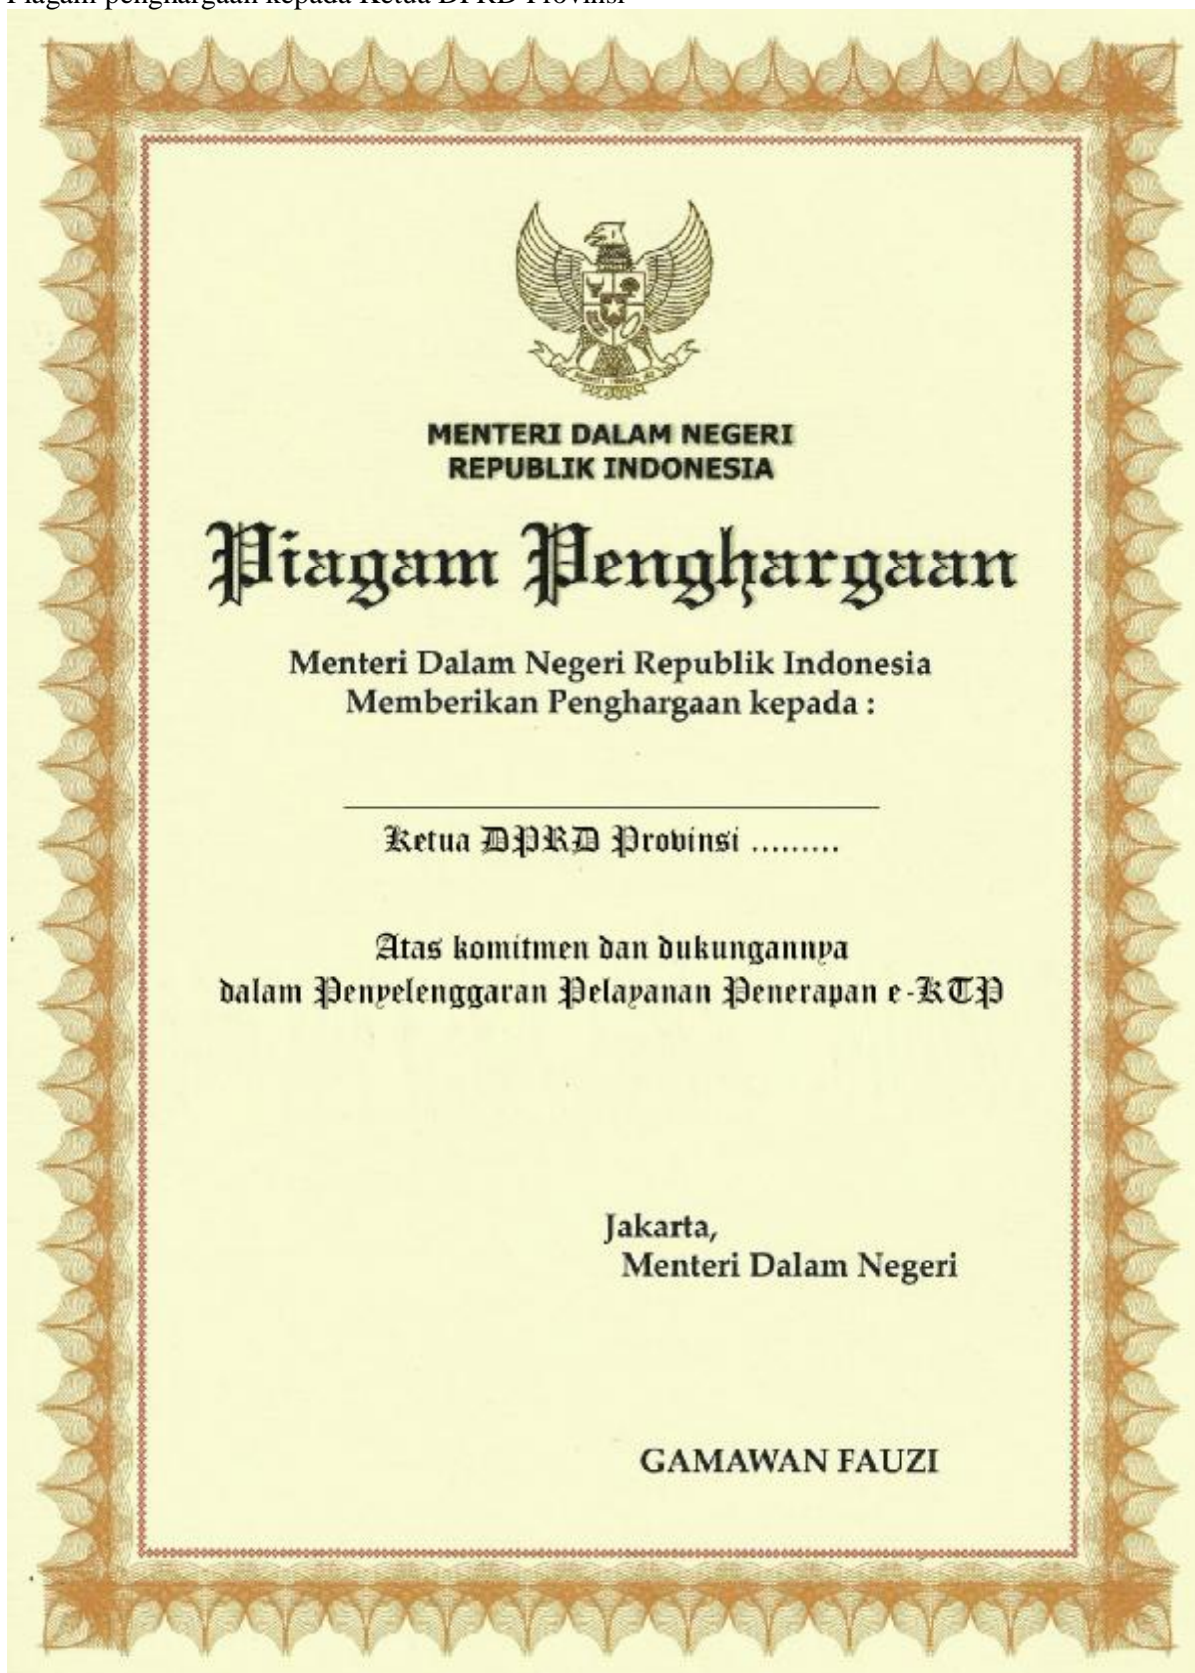 Piagam penghargaan kepada Ketua DPRD Provinsi
MENTERI DALAM NEGERI
REPUBLIK INDONESIA
Piagam Penghargaan
Menteri Dalam Negeri Republik Indonesia
Memberikan Penghargaan kepada :
Ketua DPRD Provinsi .........
Atas komitmen dan dukungannya
dalam Penyelenggaran Pelayanan Penerapan e-KTP
Jakarta,
Menteri Dalam Negeri
GAMAWAN FAUZI